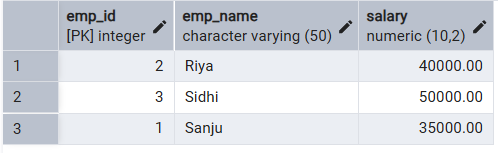 emp_id emp_name salary
[PK] integer character varying (50) numeric (10,2)
1 2 Riya 40000.00
2 3 Sidhi 50000.00
3 1 Sanju 35000.00